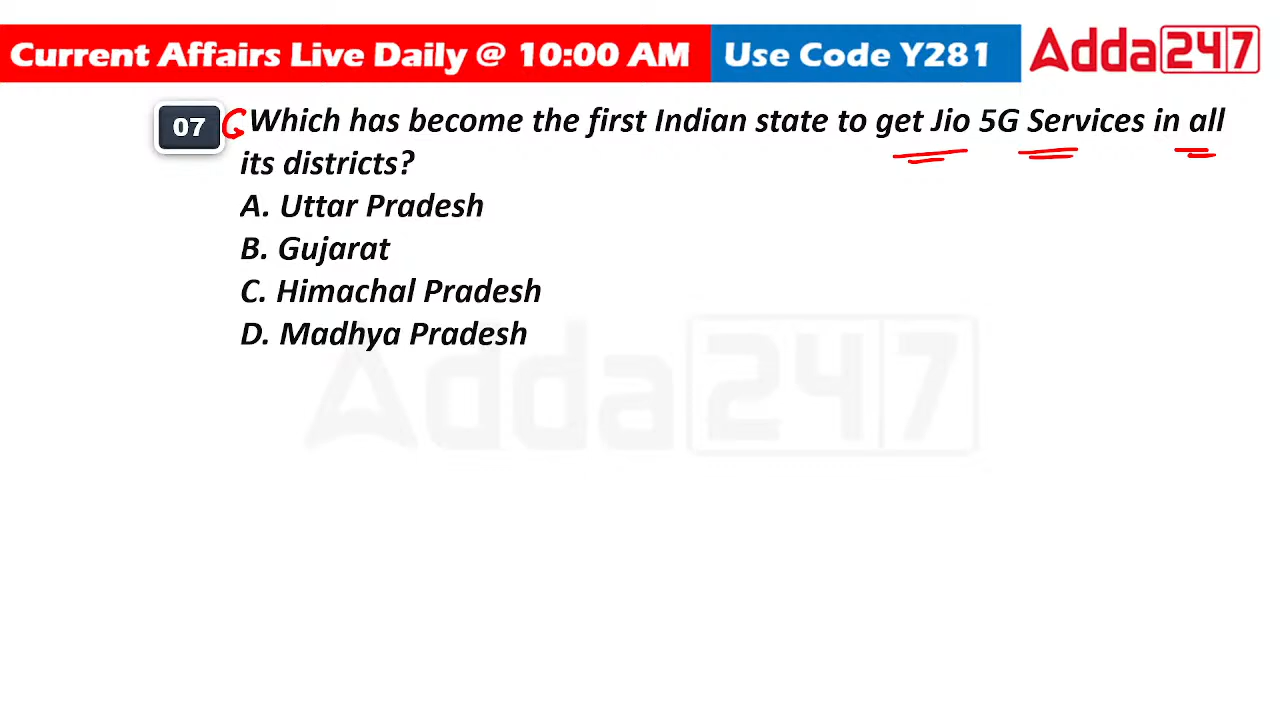 Current Affairs Live Daily @ 10:00 AM Use Code Y281 Adda247
07 Which has become the first Indian state to get Jio 5G Services in all
its districts?
A. Uttar Pradesh
B. Gujarat
C. Himachal Pradesh
D. Madhya Pradesh
Adda247